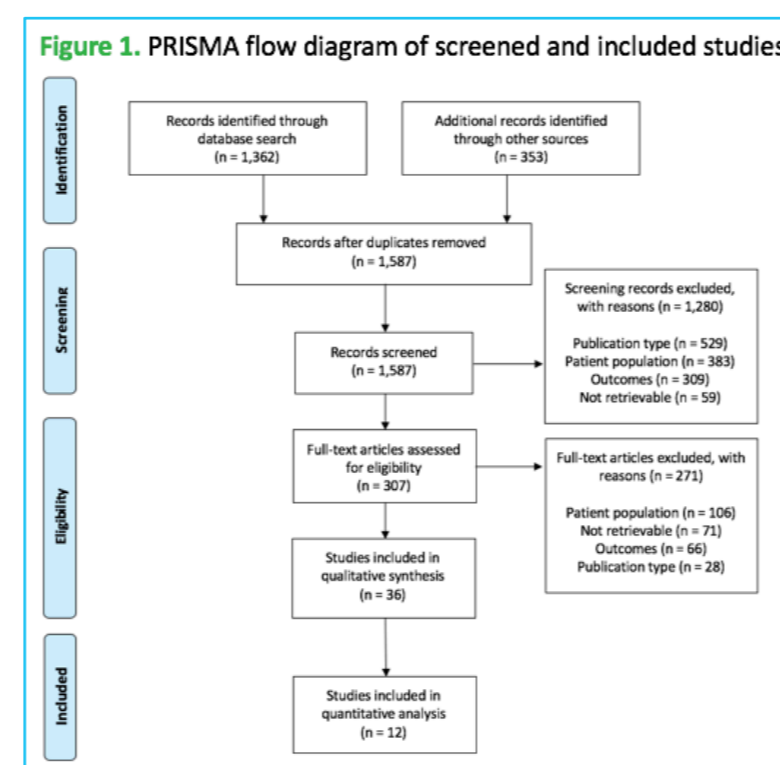 Figure 1. PRISMA flow diagram of screened and included studies
Identification
Records identified through
database search
(n = 1,362)
Additional records identified
through other sources
(n = 353)
Records after duplicates removed
(n = 1,587)
Screening
Records screened
(n = 1,587)
Screening records excluded,
with reasons (n = 1,280)
Publication type (n = 529)
Patient population (n = 383)
Outcomes (n = 309)
Not retrievable (n = 59)
Eligibility
Full-text articles assessed
for eligibility
(n = 307)
Full-text articles excluded, with
reasons (n = 271)
Patient population (n = 106)
Not retrievable (n = 71)
Outcomes (n = 66)
Publication type (n = 28)
Studies included in
qualitative synthesis
(n = 36)
Included
Studies included in
quantitative analysis
(n = 12)